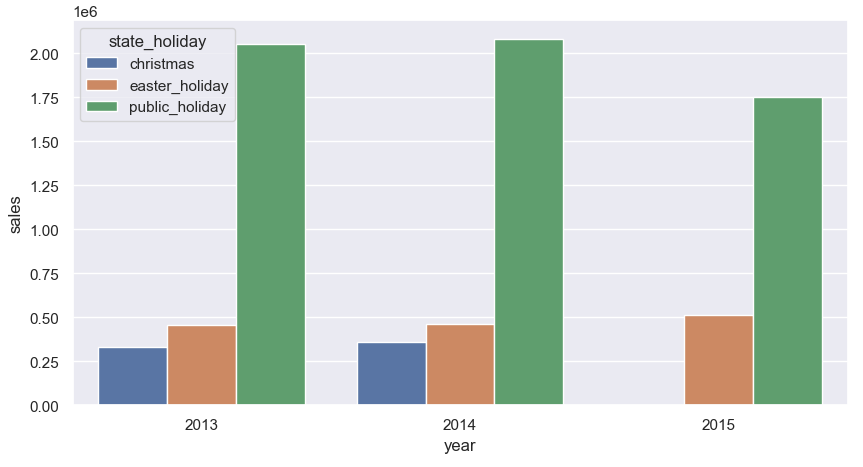 1e6
state_holiday
christmas
easter_holiday
public_holiday
2.00
1.75
1.50
1.25
1.00
0.75
0.50
0.25
0.00
sales
2013
2014
2015
year